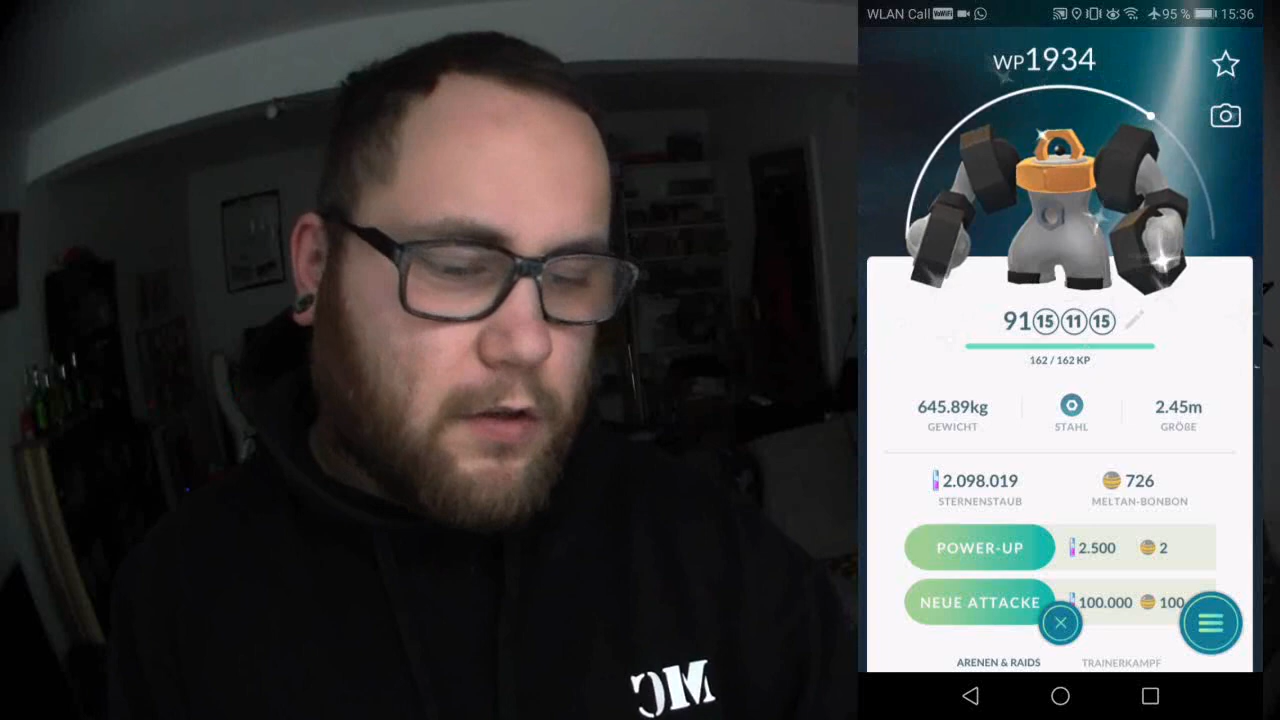 WLAN Call VoWiFi 95 % 15:36
WP1934
91 15 11 15
162 / 162 KP
645.89kg
GEWICHT
STAHL
2.45m
GRÖßE
2.098.019
STERNENSTAUB
726
MELTAN-BONBON
POWER-UP 2.500 2
NEUE ATTACKE 100.000 100
ARENEN & RAIDS TRAINERKAMPF
MC